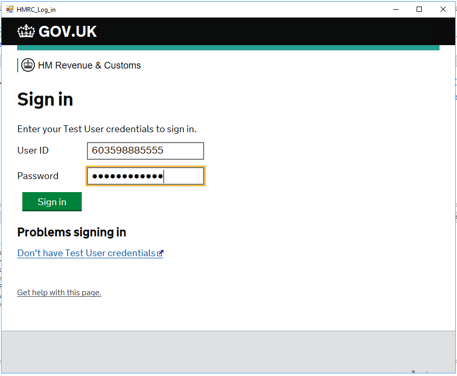 HMRC_Log_in
GOV.UK
HM Revenue & Customs
Sign in
Enter your Test User credentials to sign in.
User ID 603598885555
Password ●●●●●●●●●●●●
Sign in
Problems signing in
Don't have Test User credentials
Get help with this page.